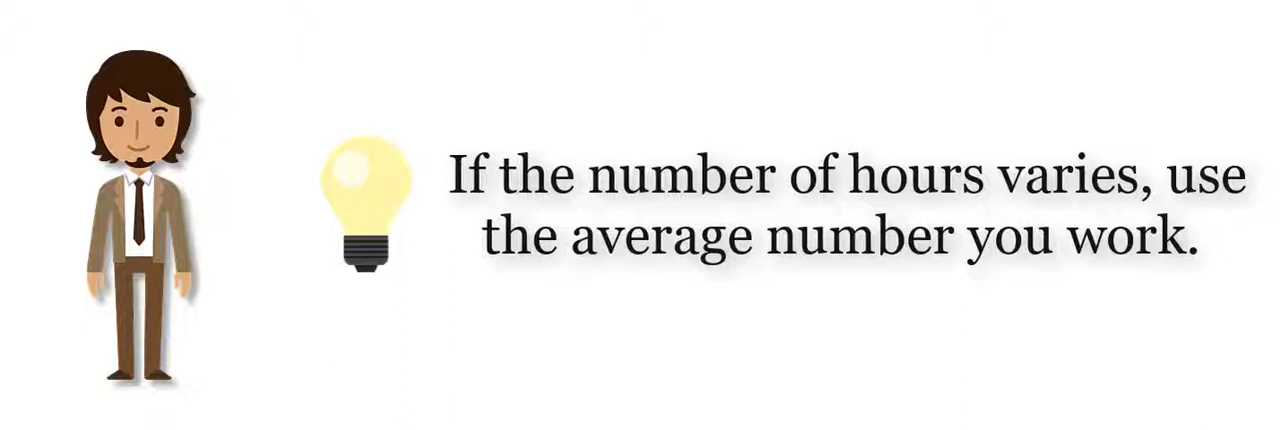 If the number of hours varies, use
the average number you work.